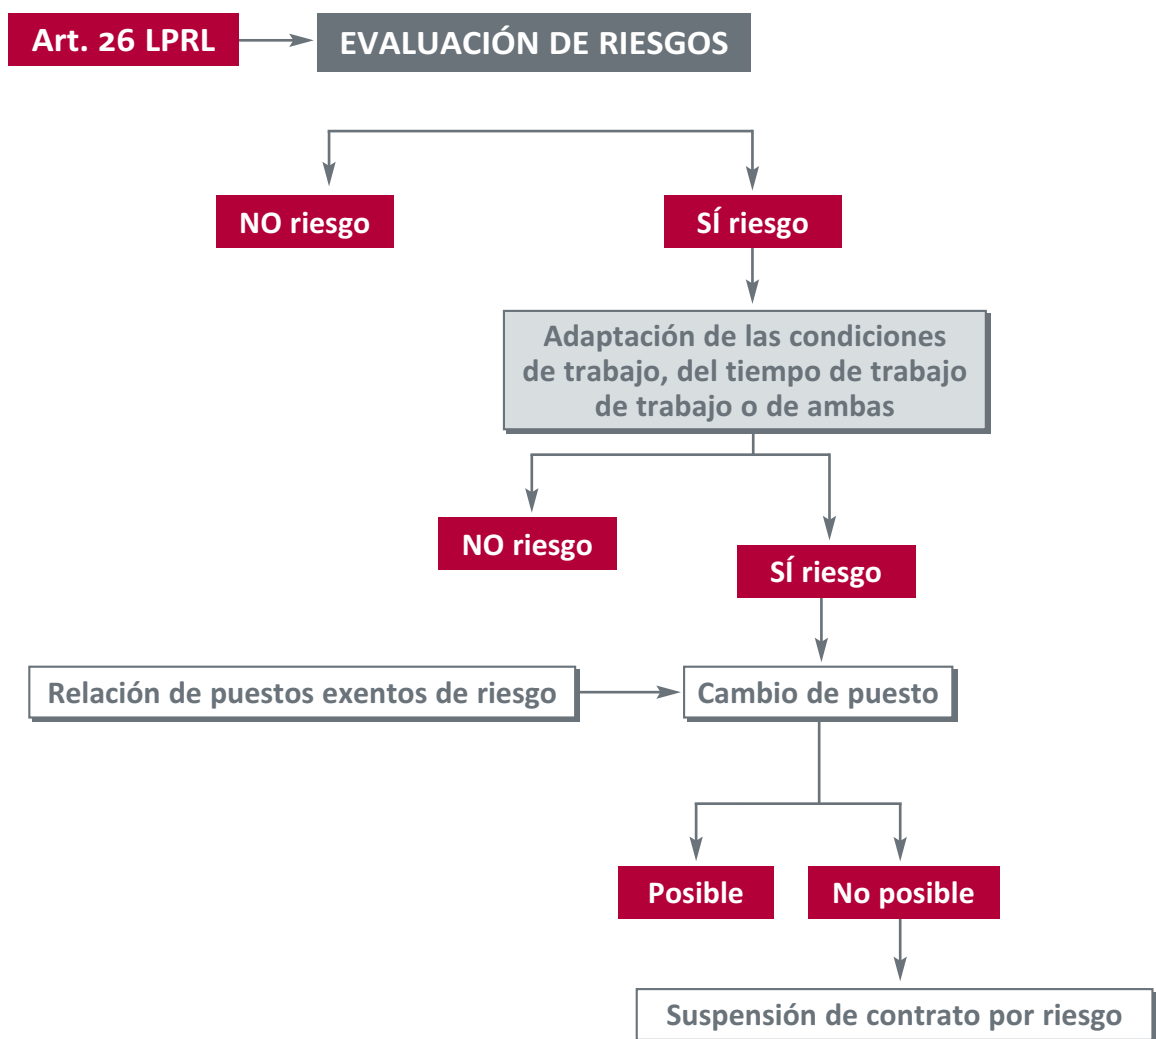 Art. 26 LPRL
EVALUACIÓN DE RIESGOS
NO riesgo
SÍ riesgo
Adaptación de las condiciones
de trabajo, del tiempo de trabajo
de trabajo o de ambas
NO riesgo
SÍ riesgo
Relación de puestos exentos de riesgo
Cambio de puesto
Posible
No posible
Suspensión de contrato por riesgo